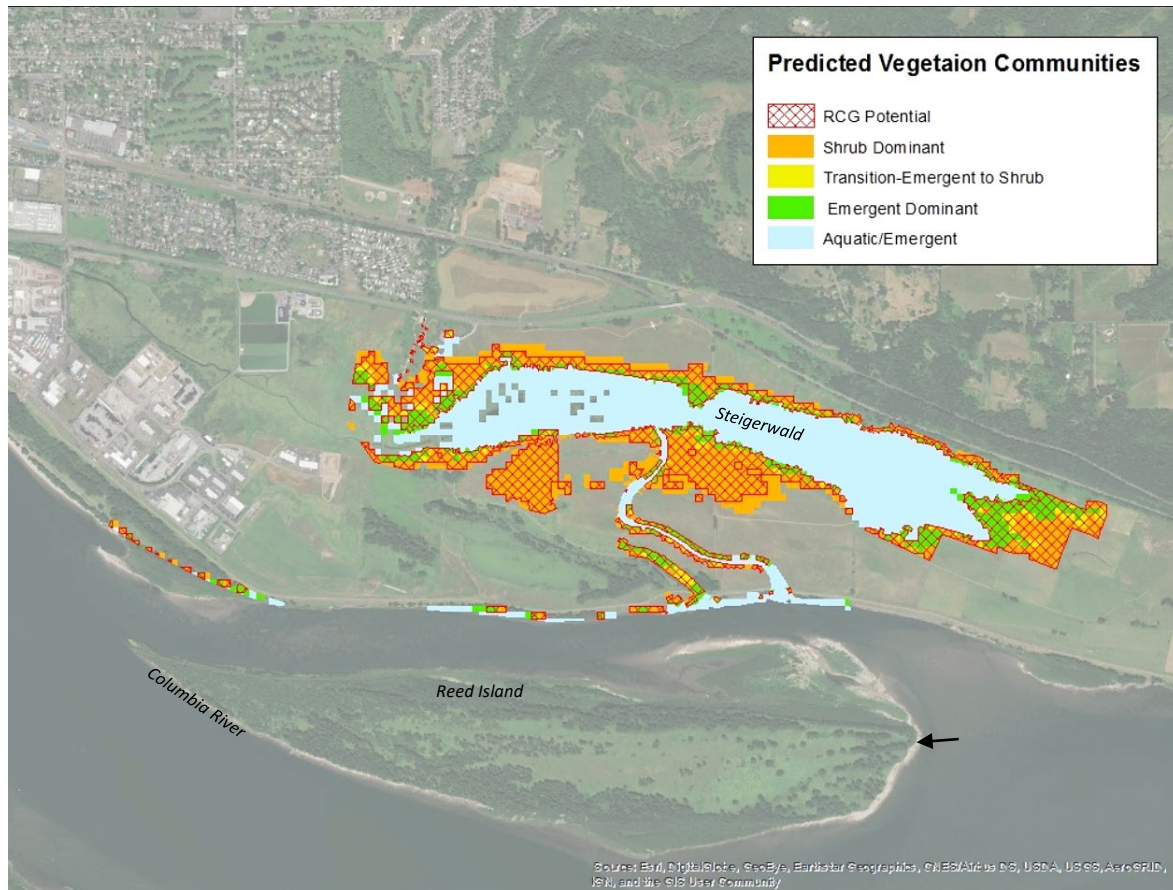 Predicted Vegetaion Communities
RCG Potential
Shrub Dominant
Transition-Emergent to Shrub
Emergent Dominant
Aquatic/Emergent
Steigerwald
Reed Island
Columbia River
Source: Esri, DigitalGlobe, GeoEye, Earthstar Geographics, CNES/Airbus DS, USDA, USGS, AeroGRID,
IGN, and the GIS User Community